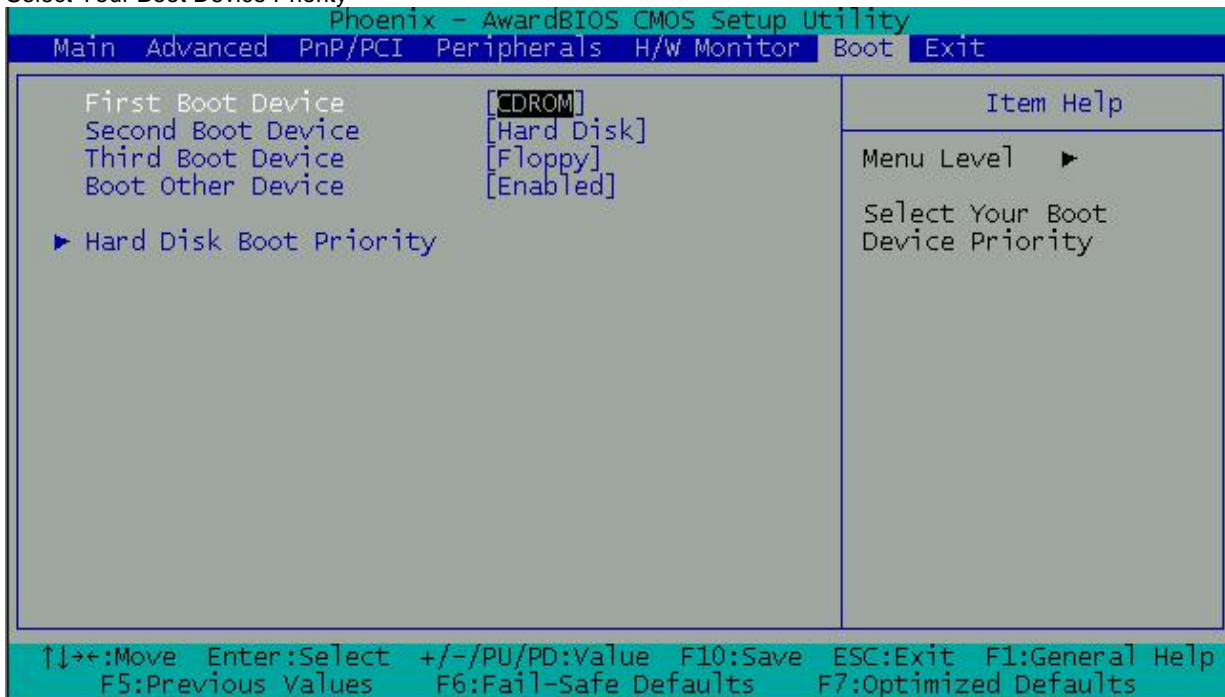 Select Your Boot Device Priority
Phoenix - AwardBIOS CMOS Setup Utility
Main Advanced PnP/PCI Peripherals H/W Monitor Boot Exit
First Boot Device [CDROM]
Second Boot Device [Hard Disk]
Third Boot Device [Floppy]
Boot Other Device [Enabled]
▶ Hard Disk Boot Priority
Item Help
Menu Level ▶
Select Your Boot
Device Priority
↑↓→←:Move Enter:Select +/-/PU/PD:Value F10:Save ESC:Exit F1:General Help
F5:Previous Values F6:Fail-Safe Defaults F7:Optimized Defaults